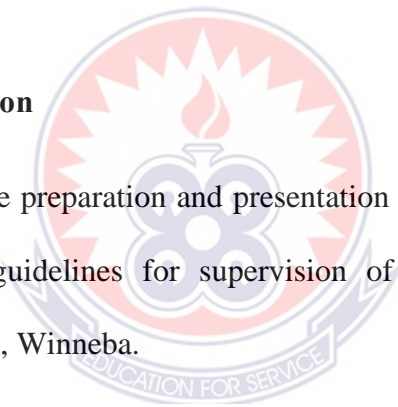 on
e preparation and presentation
guidelines for supervision of
, Winneba.
EDUCATION FOR SERVICE